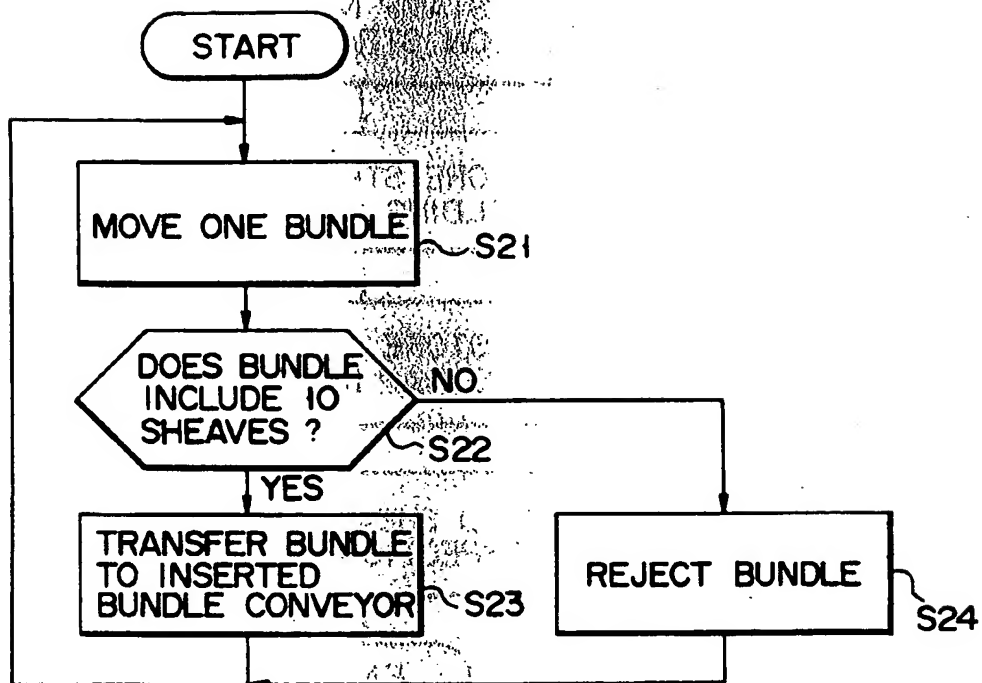 START
MOVE ONE BUNDLE
S21
DOES BUNDLE
INCLUDE 10
SHEAVES ?
NO
S22
YES
TRANSFER BUNDLE
TO INSERTED
BUNDLE CONVEYOR
S23
REJECT BUNDLE
S24